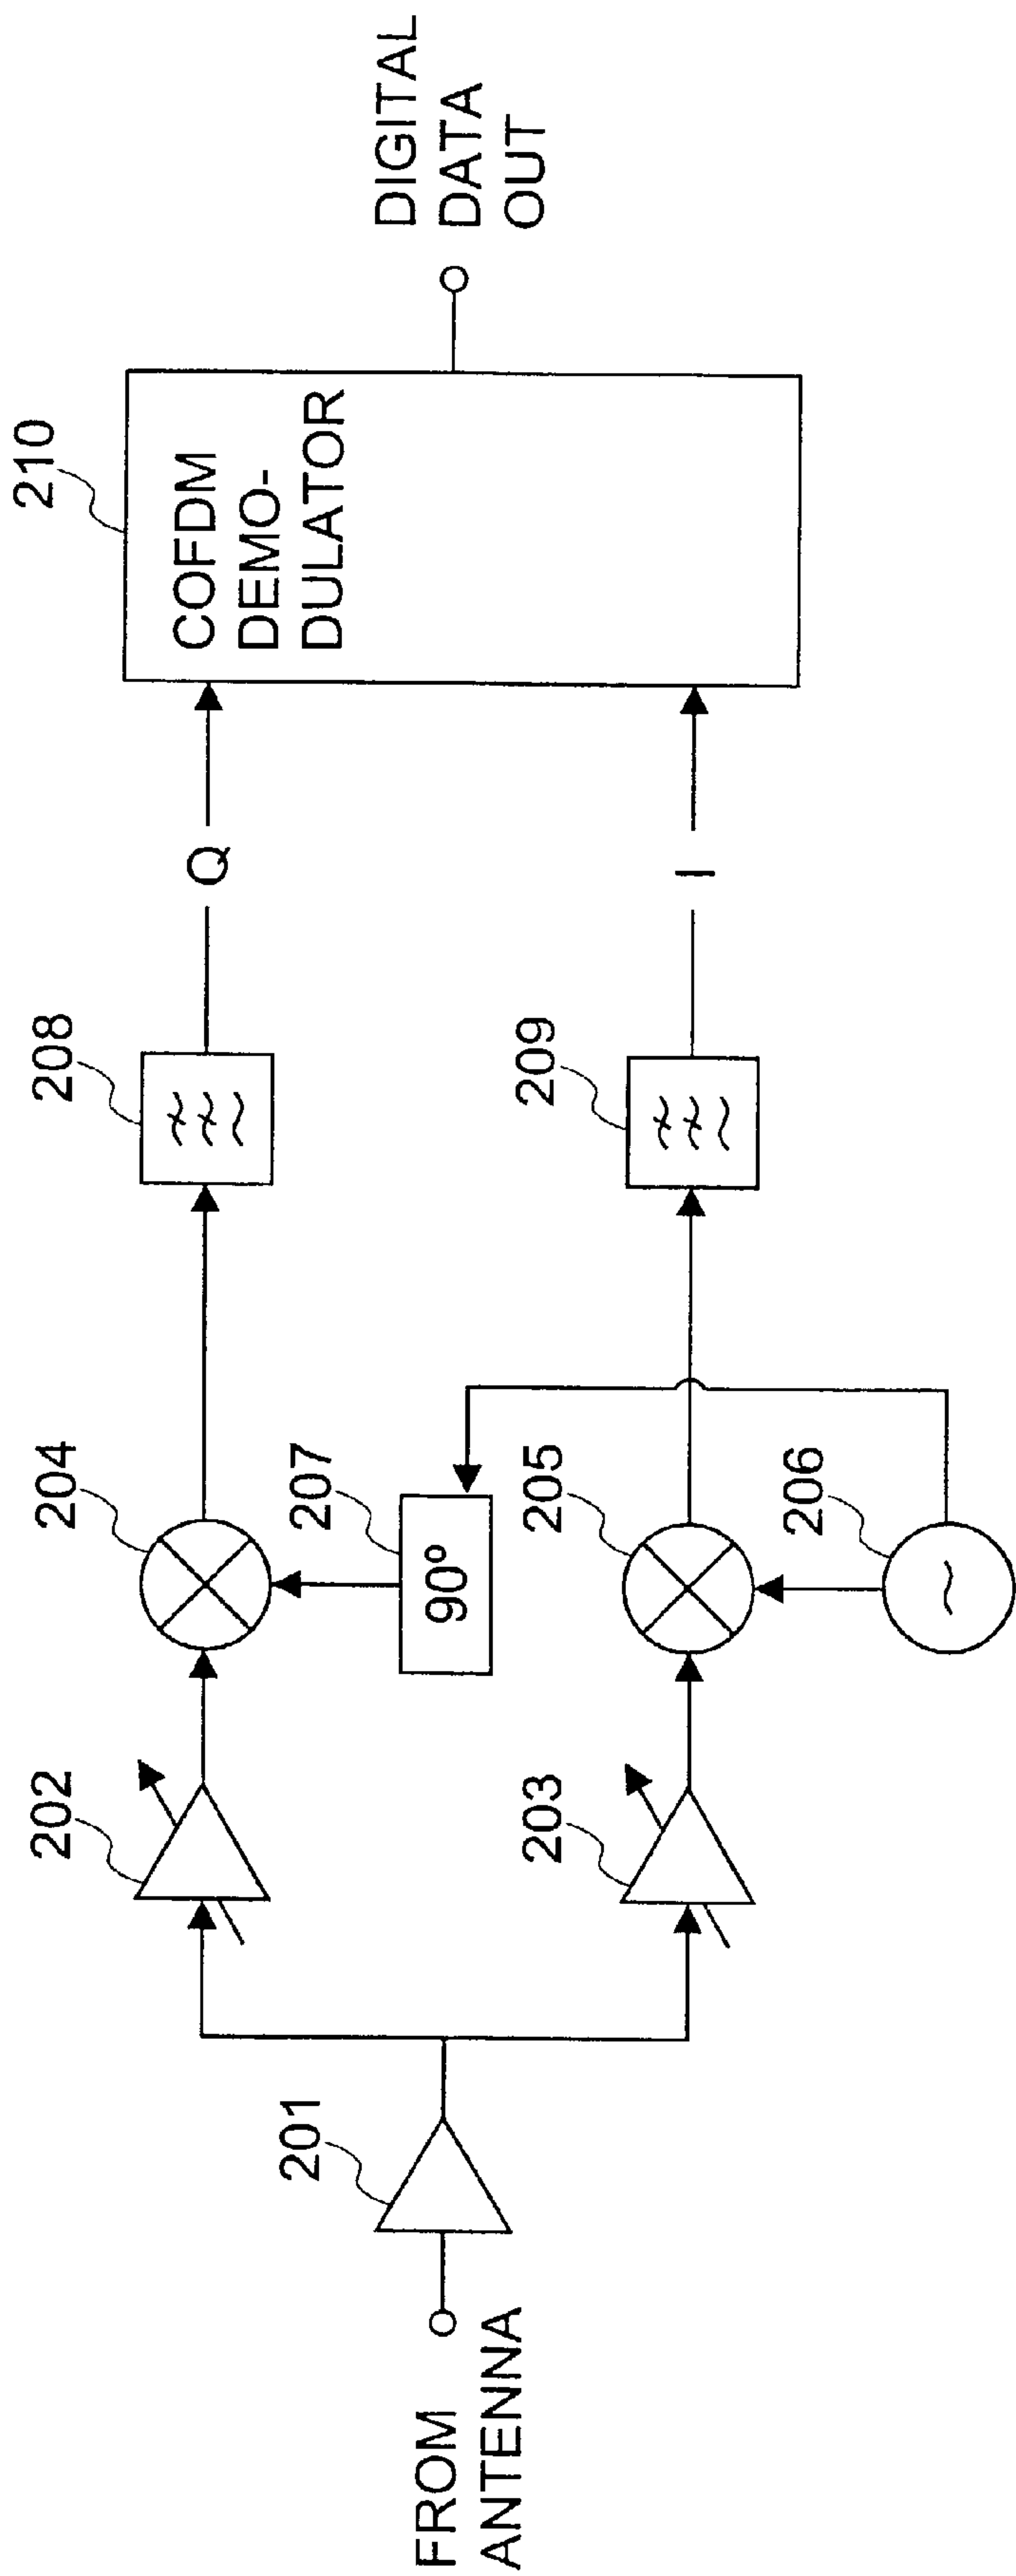 FROM
ANTENNA
201
202
203
204
205
206
207
90°
208
209
Q
I
210
COFDM
DEMO-
DULATOR
DIGITAL
DATA
OUT